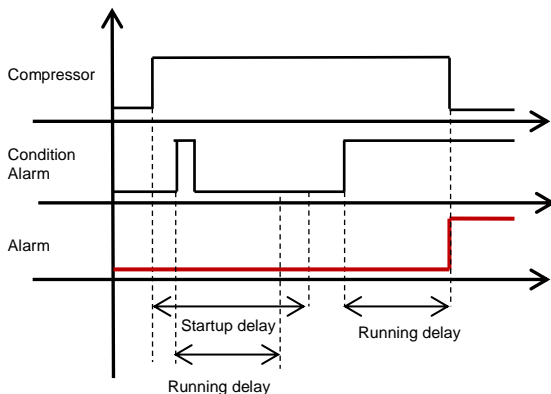 Compressor
Condition
Alarm
Alarm
Startup delay
Running delay
Running delay